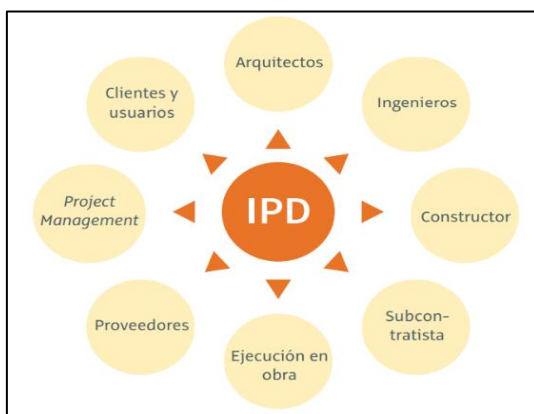 Arquitectos
Clientes y
usuarios
Ingenieros
Project
Management
IPD
Constructor
Proveedores
Subcon-
tratista
Ejecución en
obra